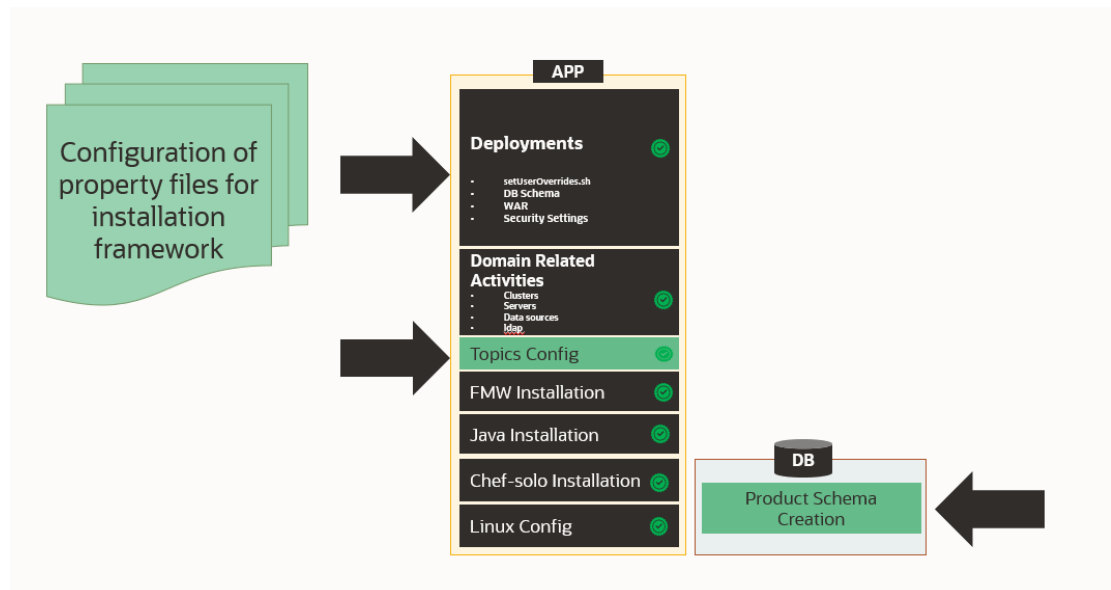 Configuration of
property files for
installation
framework
APP
Deployments
• setUserOverrides.sh
• DB Schema
• WAR
• Security Settings
Domain Related
Activities
• Clusters
• Servers
• Data sources
• ldap
Topics Config
FMW Installation
Java Installation
Chef-solo Installation
Linux Config
DB
Product Schema
Creation